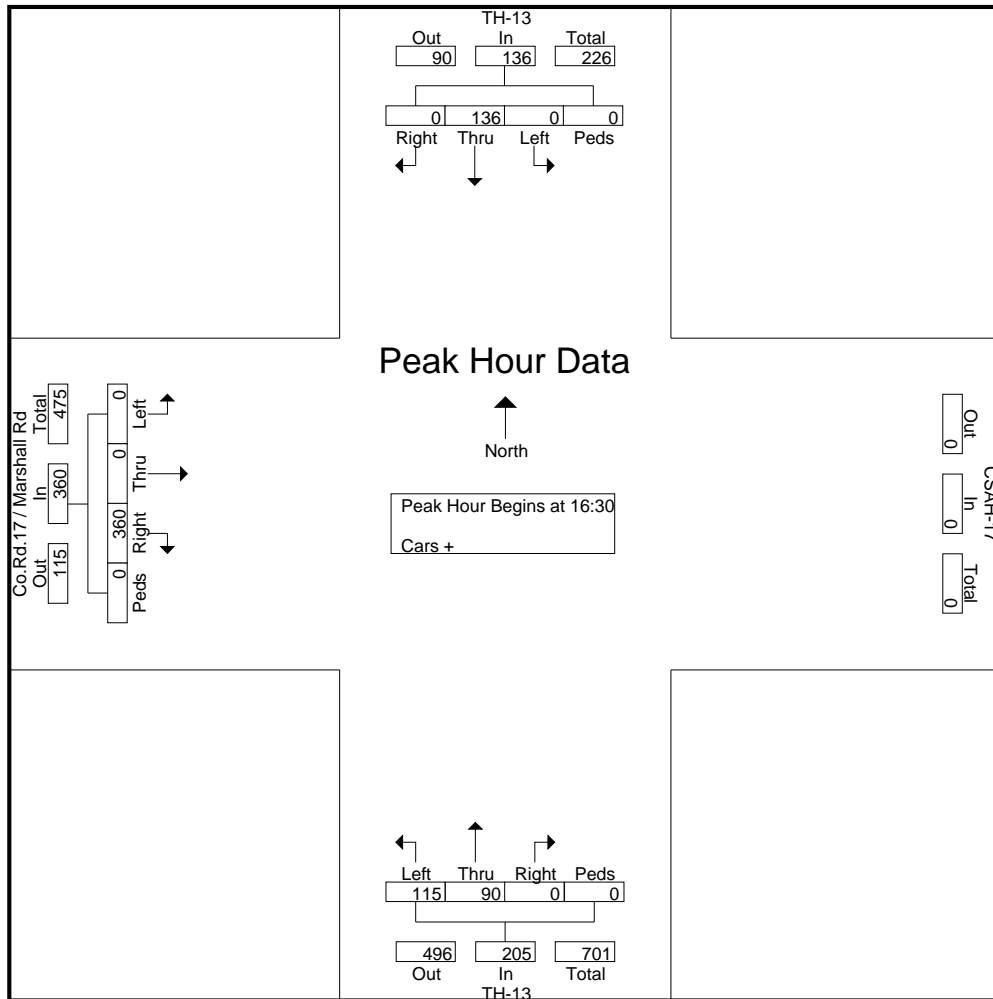 TH-13
Out In Total
90 136 226
0 136 0 0
Right Thru Left Peds
Peak Hour Data
North
Peak Hour Begins at 16:30
Cars +
Co.Rd.17 / Marshall Rd
Out In Total
115 360 475
0 0 360 0
Left Thru Right Peds
CSAH-17
Out In Total
0 0 0
Left Thru Right Peds
115 90 0 0
496 205 701
Out In Total
TH-13